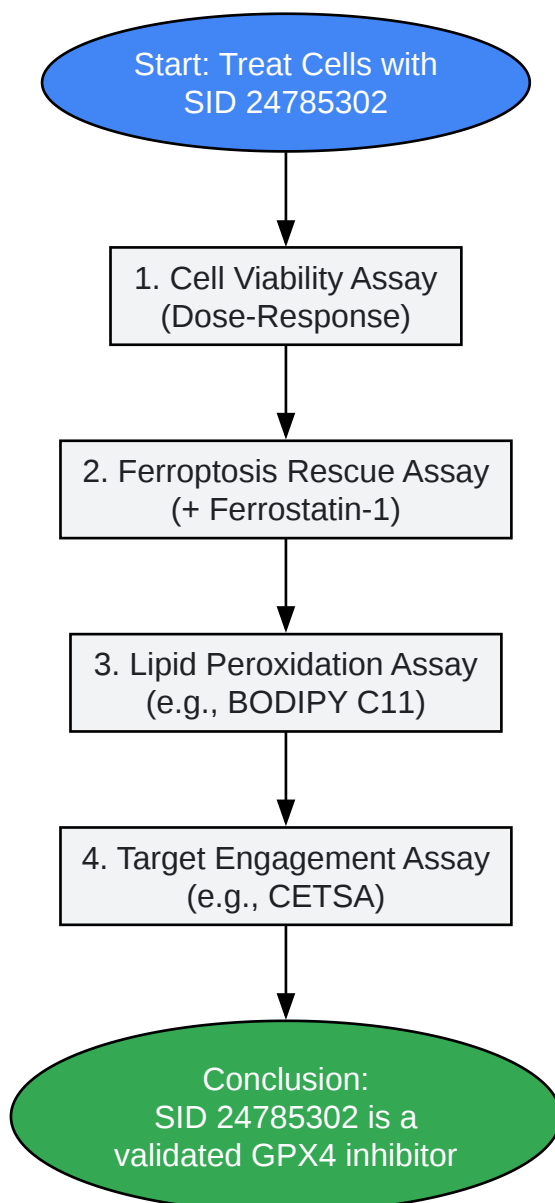 Start: Treat Cells with
SID 24785302
1. Cell Viability Assay
(Dose-Response)
2. Ferroptosis Rescue Assay
(+ Ferrostatin-1)
3. Lipid Peroxidation Assay
(e.g., BODIPY C11)
4. Target Engagement Assay
(e.g., CETSA)
Conclusion:
SID 24785302 is a
validated GPX4 inhibitor